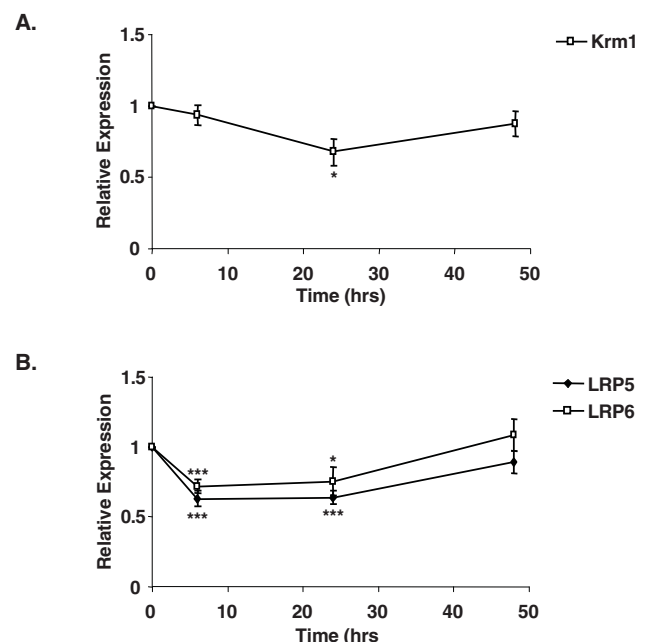 A.
1.5
Krm1
1
0.5
*
0
Relative Expression
0 10 20 30 40 50
Time (hrs)
B.
1.5
LRP5
LRP6
1
*** *
0.5
*** ***
0
Relative Expression
0 10 20 30 40 50
Time (hrs)